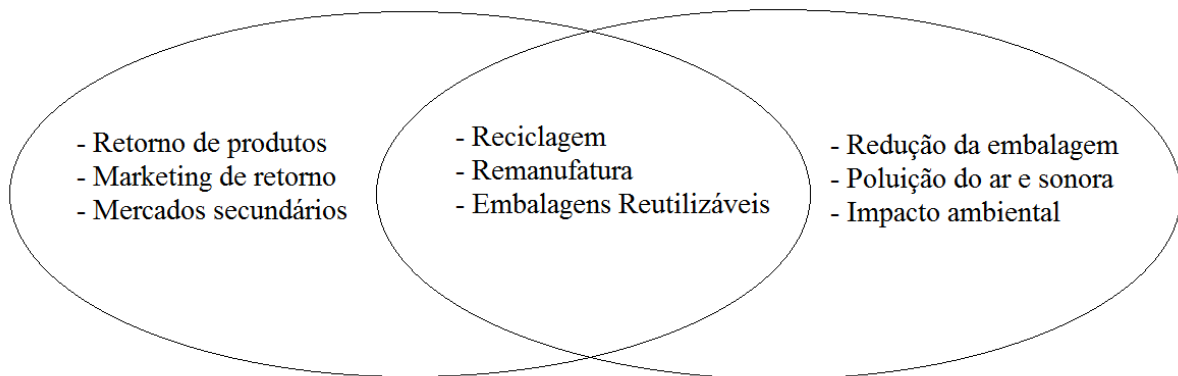 - Retorno de produtos
- Marketing de retorno
- Mercados secundários
- Reciclagem
- Remanufatura
- Embalagens Reutilizáveis
- Redução da embalagem
- Poluição do ar e sonora
- Impacto ambiental